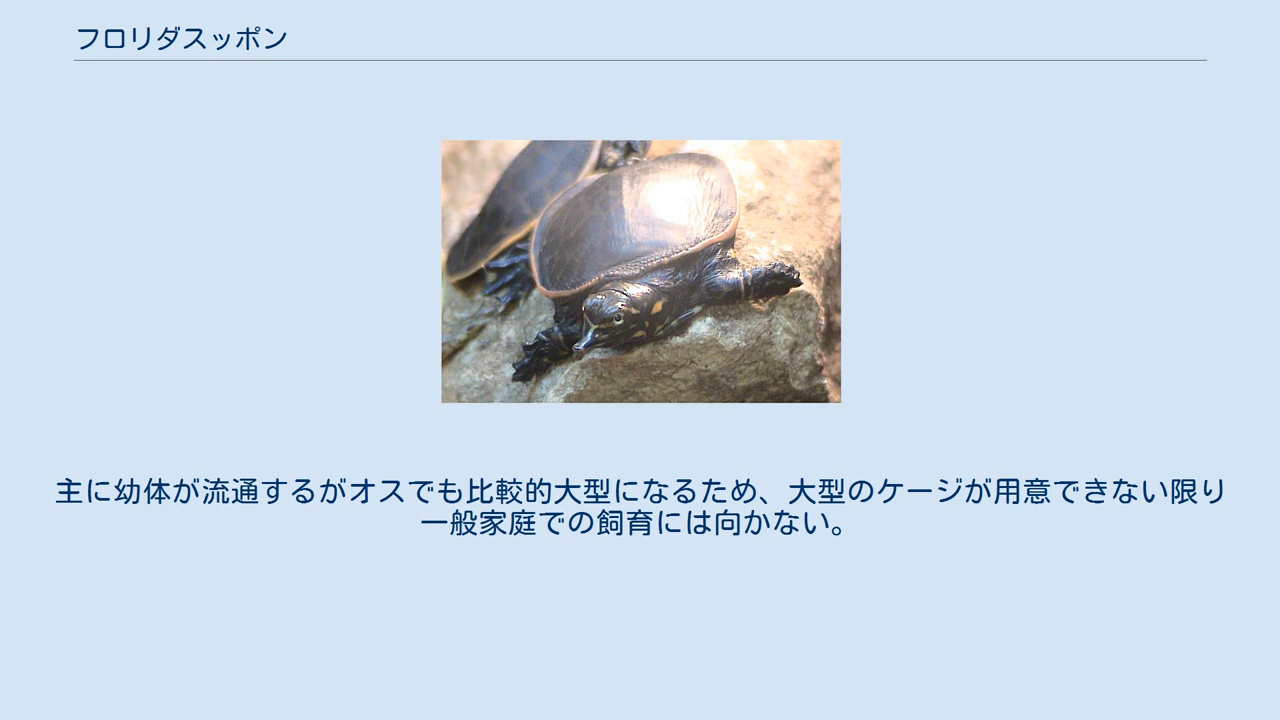 フロリダスッポン
主に幼体が流通するがオスでも比較的大型になるため、大型のケージが用意できない限り
一般家庭での飼育には向かない。